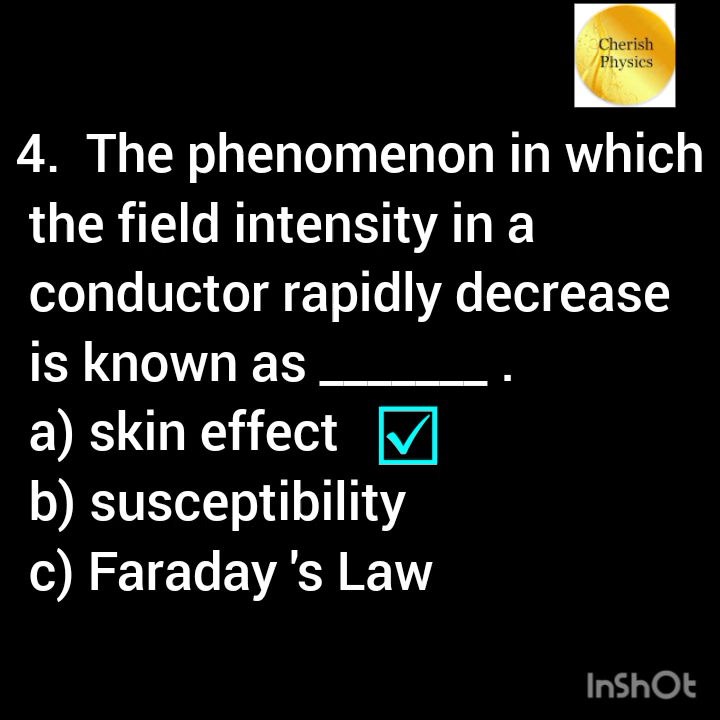 Cherish
Physics
4. The phenomenon in which
the field intensity in a
conductor rapidly decrease
is known as _______ .
a) skin effect ☑
b) susceptibility
c) Faraday 's Law
InShOt